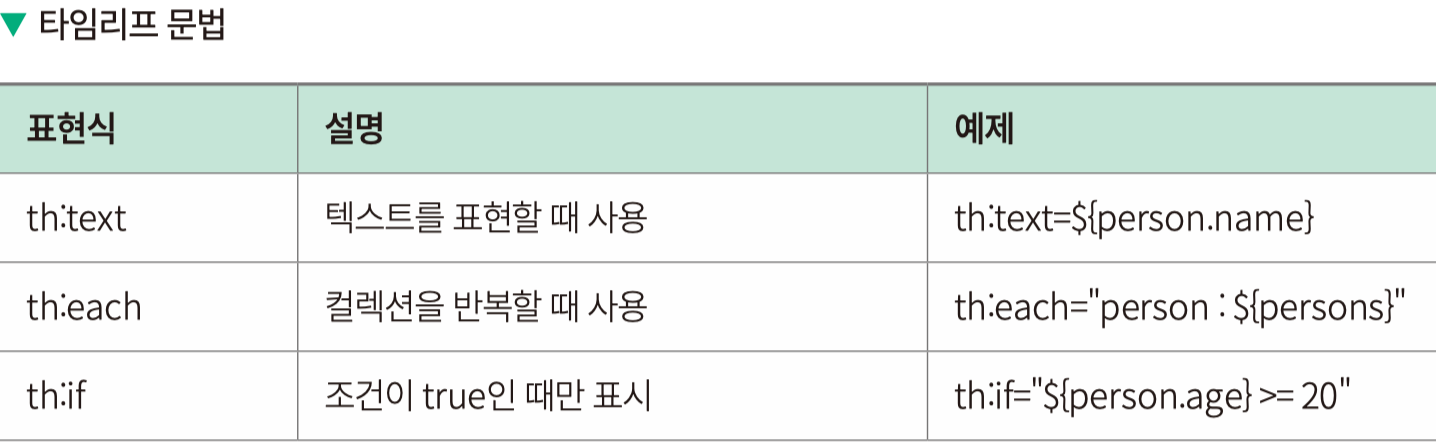 ▼ 타임리프 문법
표현식 설명 예제
th:text 텍스트를 표현할 때 사용 th:text=${person.name}
th:each 컬렉션을 반복할 때 사용 th:each="person : ${persons}"
th:if 조건이 true인 때만 표시 th:if="${person.age} >= 20"